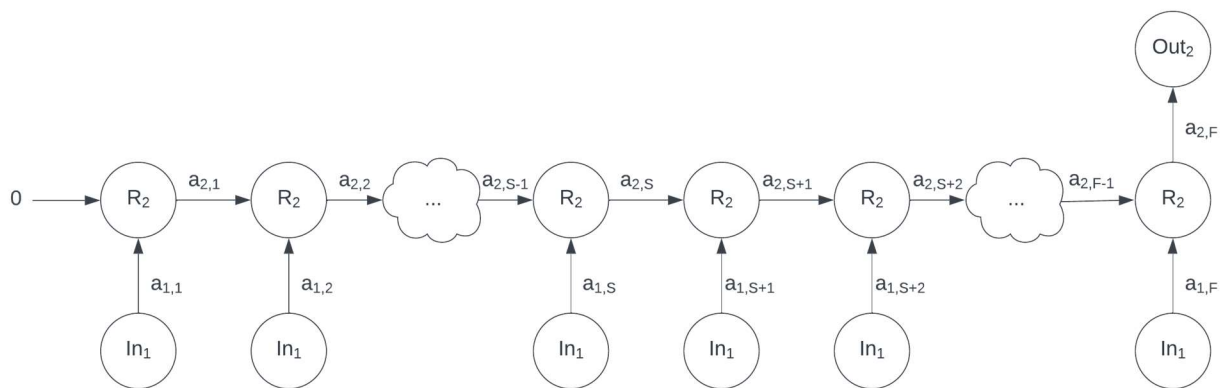 Out₂
a₂,F
0
R₂
a₂,₁
R₂
a₂,₂
...
a₂,S-1
R₂
a₂,S
R₂
a₂,S+1
R₂
a₂,S+2
...
a₂,F-1
R₂
a₁,₁
a₁,₂
a₁,S
a₁,S+1
a₁,S+2
a₁,F
In₁
In₁
In₁
In₁
In₁
In₁